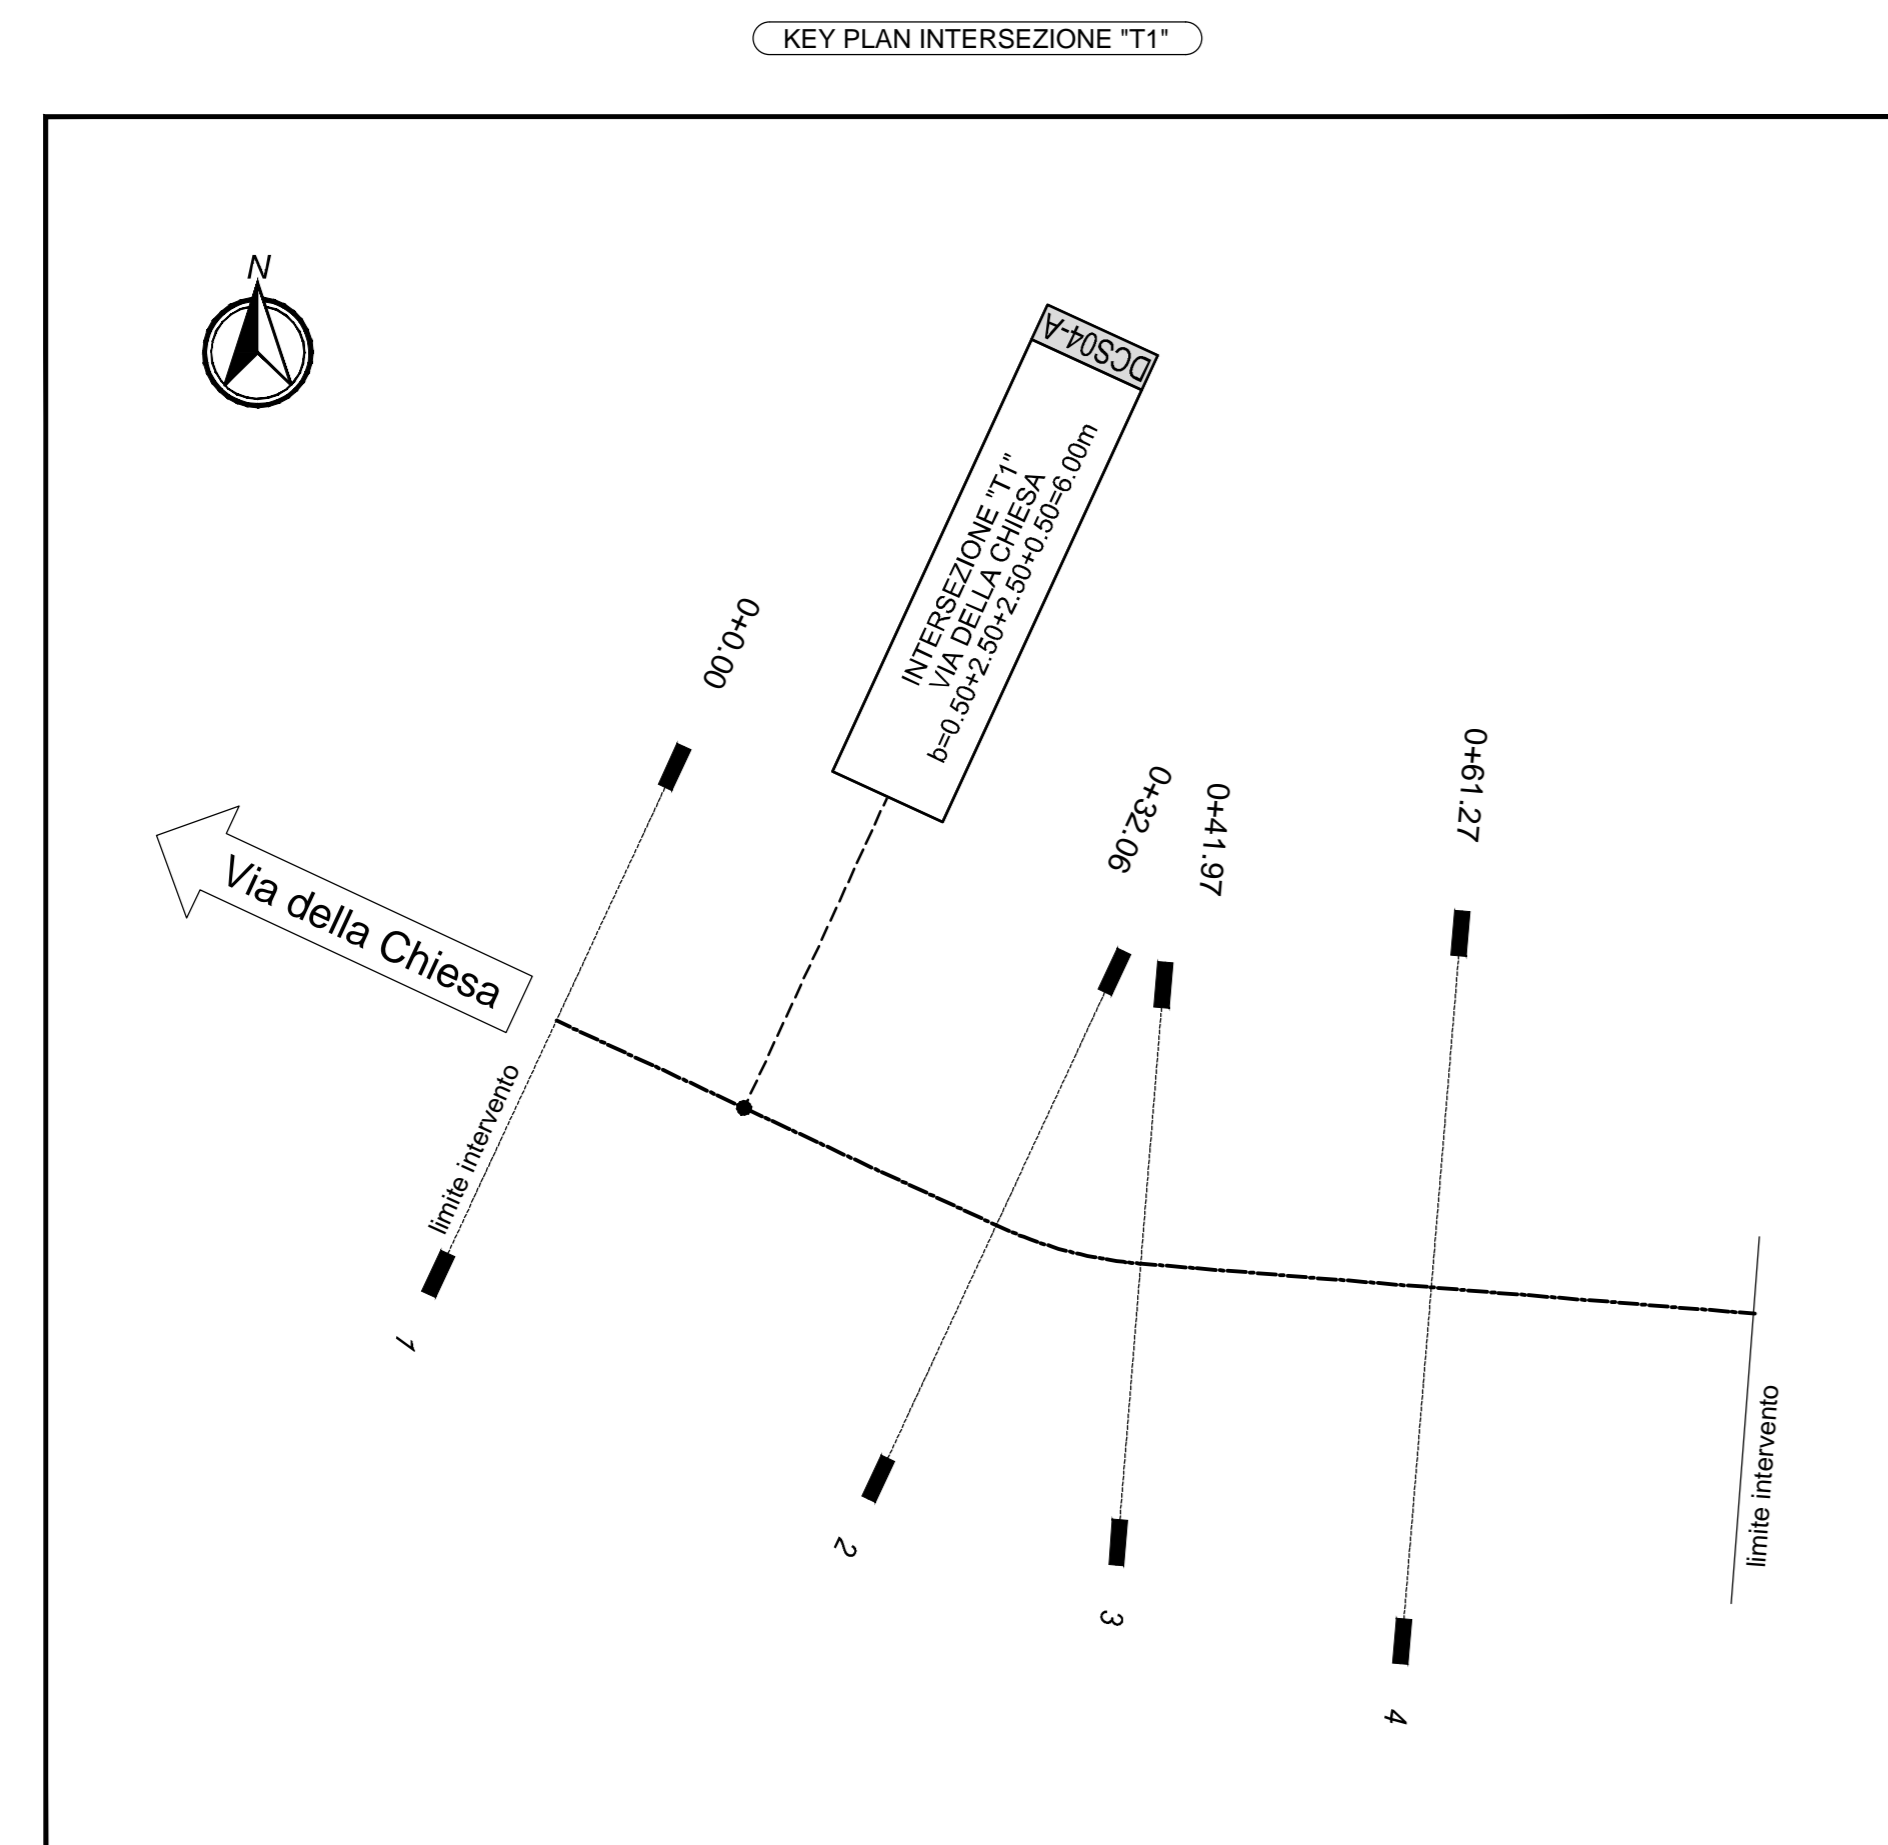 KEY PLAN INTERSEZIONE "T1"
N
DCS04-A
INTERSEZIONE "T1"
VIA DELLA CHIESA
b=0.50+2.50+2.50+0.50=6.00m
0+0.00
0+32.06
0+41.97
0+61.27
Via della Chiesa
limite intervento
limite intervento
1
2
3
4